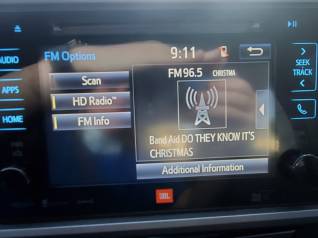 FM Options
9:11
AUDIO
Scan
FM 96.5 CHRISTMA
SEEK
TRACK
APPS
HD Radio™
FM Info
HOME
Band Aid DO THEY KNOW IT'S
CHRISTMAS
Additional Information
JBL